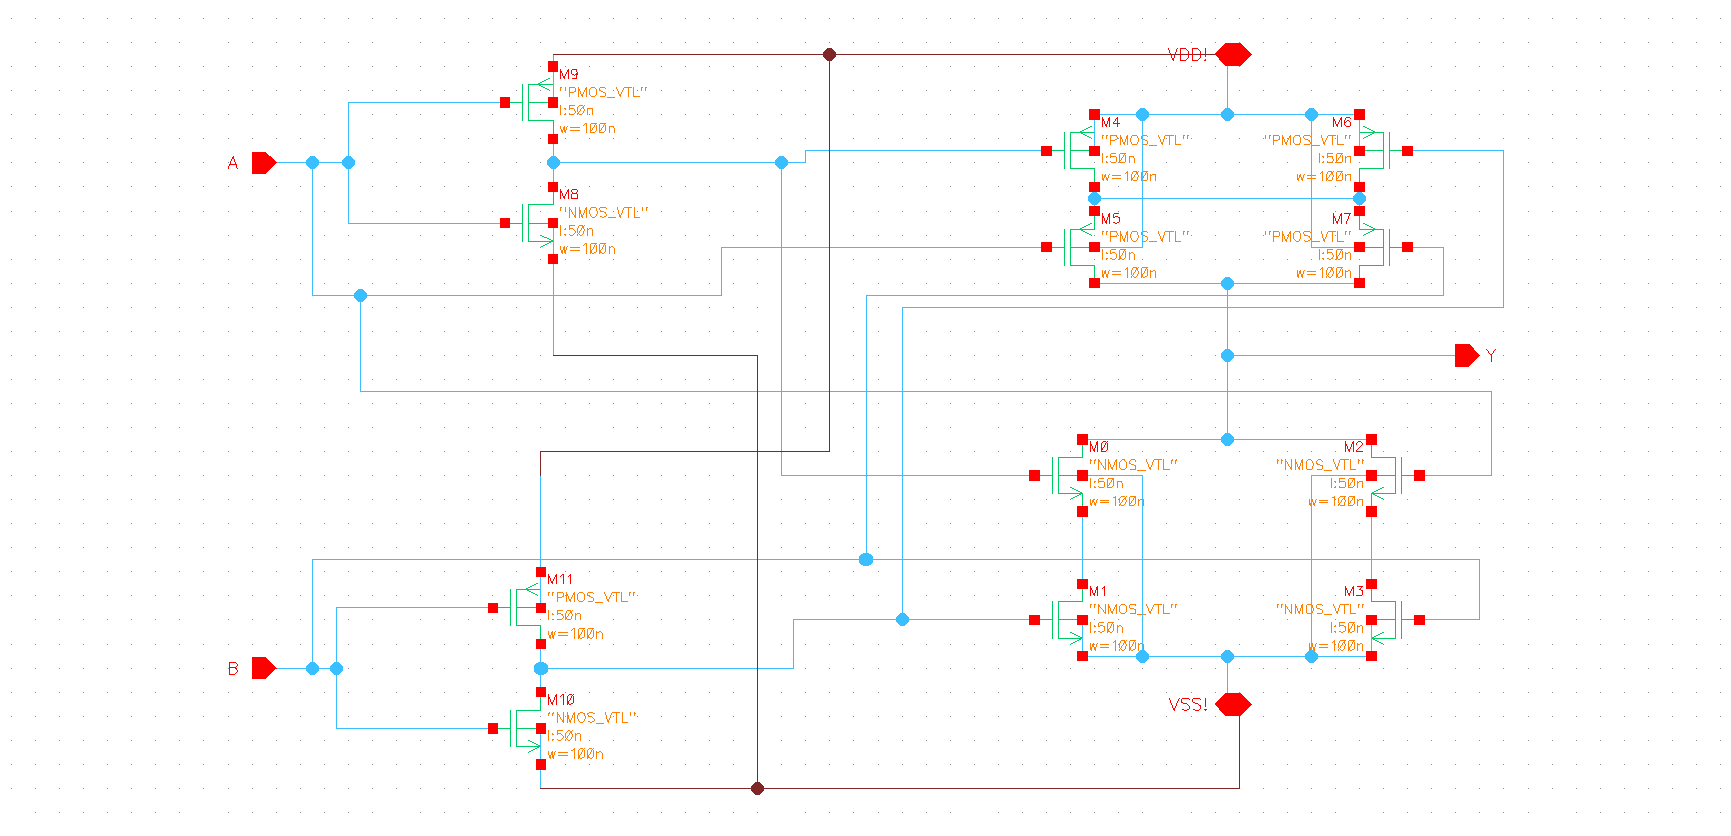 VDD!
M9
"PMOS_VTL"
l:50n
w=100n
A
M8
"NMOS_VTL"
l:50n
w=100n
M4
"PMOS_VTL"
l:50n
w=100n
M6
"PMOS_VTL"
l:50n
w=100n
M5
"PMOS_VTL"
l:50n
w=100n
M7
"PMOS_VTL"
l:50n
w=100n
Y
M0
"NMOS_VTL"
l:50n
w=100n
M2
"NMOS_VTL"
l:50n
w=100n
M11
"PMOS_VTL"
l:50n
w=100n
M1
"NMOS_VTL"
l:50n
w=100n
M3
"NMOS_VTL"
l:50n
w=100n
B
M10
"NMOS_VTL"
l:50n
w=100n
VSS!